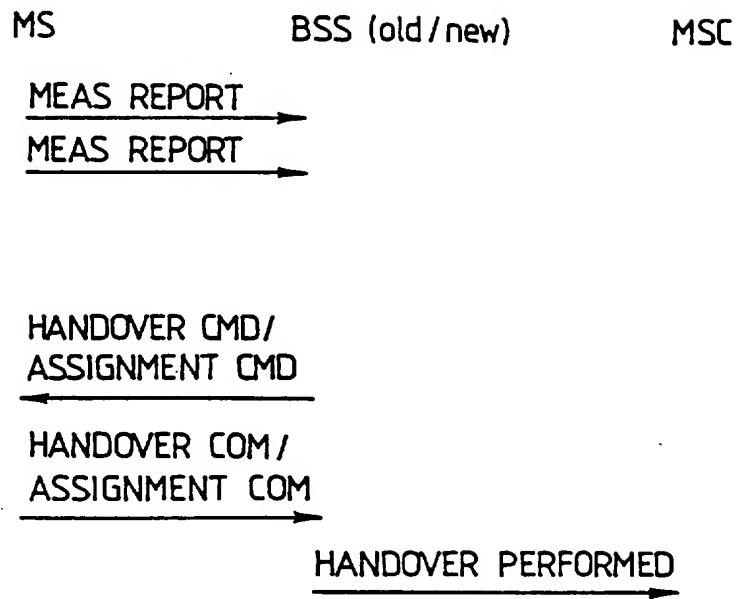 MS BSS (old/new) MSC
MEAS REPORT
MEAS REPORT
HANDOVER CMD/
ASSIGNMENT CMD
HANDOVER COM/
ASSIGNMENT COM
HANDOVER PERFORMED